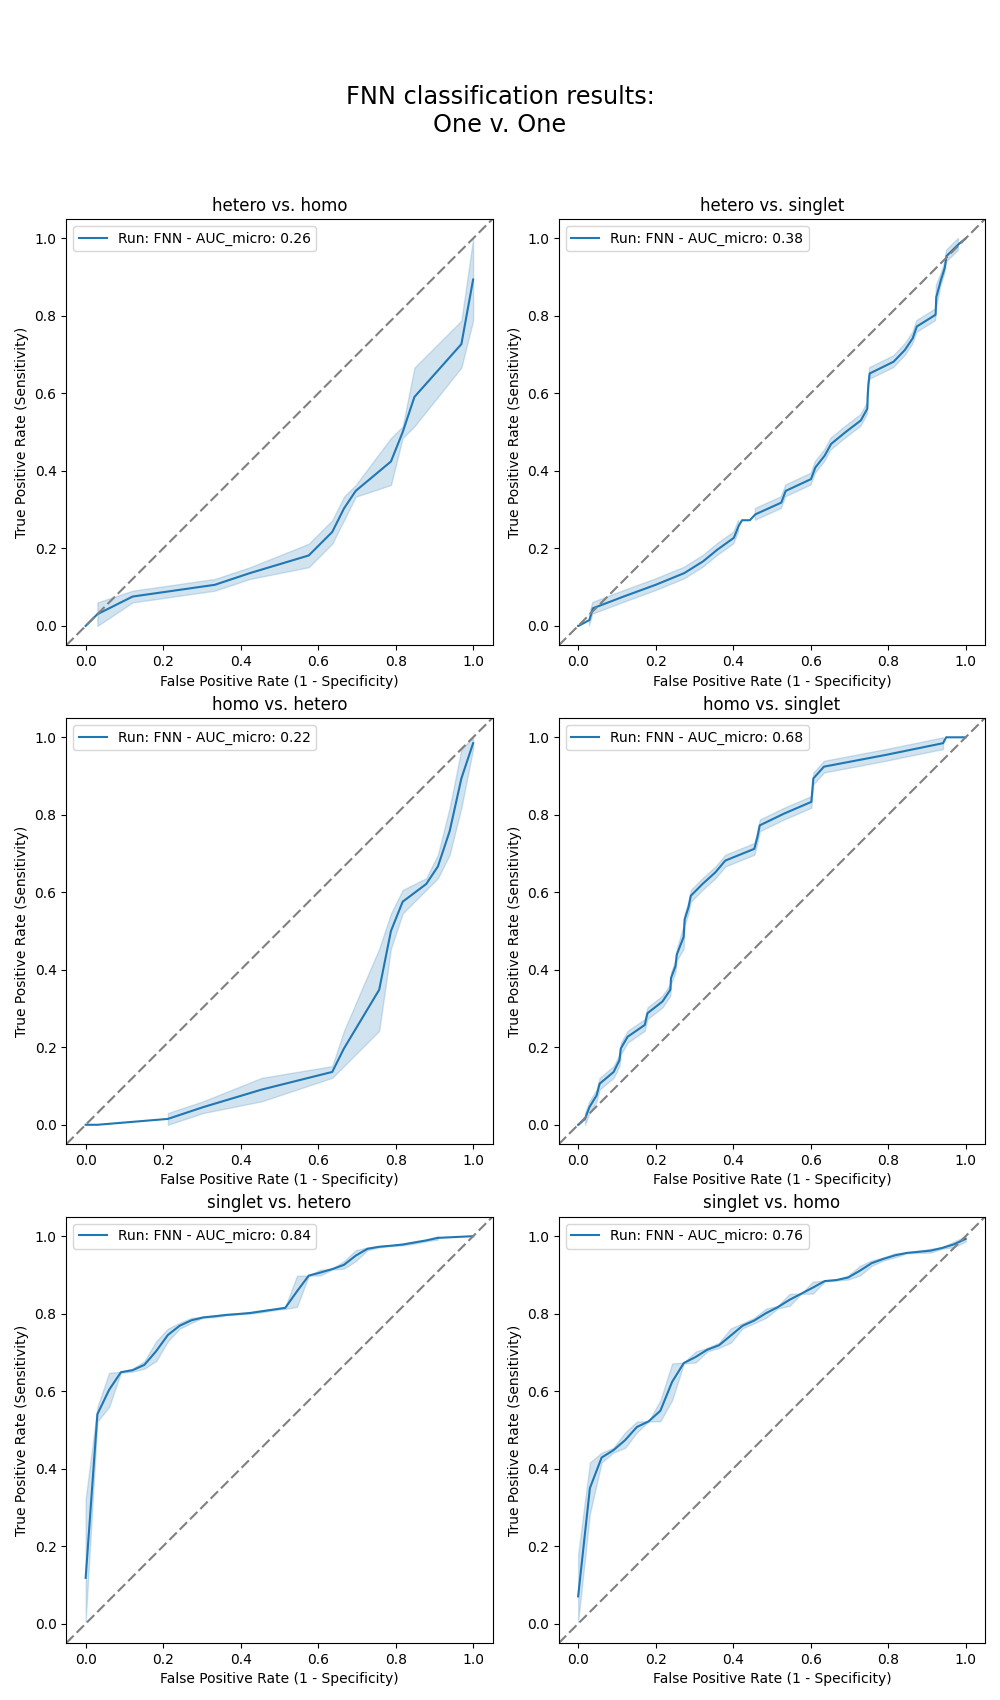 FNN classification results:
One v. One
hetero vs. homo
Run: FNN - AUC_micro: 0.26
1.0
0.8
0.6
0.4
0.2
0.0
True Positive Rate (Sensitivity)
0.0 0.2 0.4 0.6 0.8 1.0
False Positive Rate (1 - Specificity)
hetero vs. singlet
Run: FNN - AUC_micro: 0.38
1.0
0.8
0.6
0.4
0.2
0.0
True Positive Rate (Sensitivity)
0.0 0.2 0.4 0.6 0.8 1.0
False Positive Rate (1 - Specificity)
homo vs. hetero
Run: FNN - AUC_micro: 0.22
1.0
0.8
0.6
0.4
0.2
0.0
True Positive Rate (Sensitivity)
0.0 0.2 0.4 0.6 0.8 1.0
False Positive Rate (1 - Specificity)
homo vs. singlet
Run: FNN - AUC_micro: 0.68
1.0
0.8
0.6
0.4
0.2
0.0
True Positive Rate (Sensitivity)
0.0 0.2 0.4 0.6 0.8 1.0
False Positive Rate (1 - Specificity)
singlet vs. hetero
Run: FNN - AUC_micro: 0.84
1.0
0.8
0.6
0.4
0.2
0.0
True Positive Rate (Sensitivity)
0.0 0.2 0.4 0.6 0.8 1.0
False Positive Rate (1 - Specificity)
singlet vs. homo
Run: FNN - AUC_micro: 0.76
1.0
0.8
0.6
0.4
0.2
0.0
True Positive Rate (Sensitivity)
0.0 0.2 0.4 0.6 0.8 1.0
False Positive Rate (1 - Specificity)